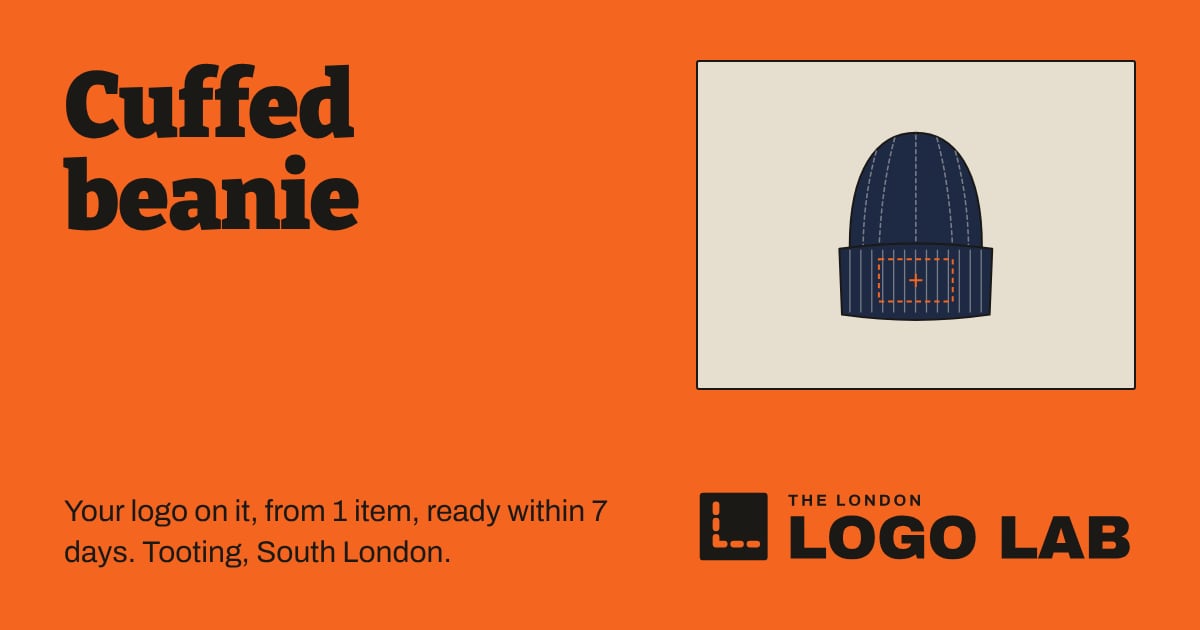 Cuffed
beanie
Your logo on it, from 1 item, ready within 7
days. Tooting, South London.
THE LONDON
LOGO LAB